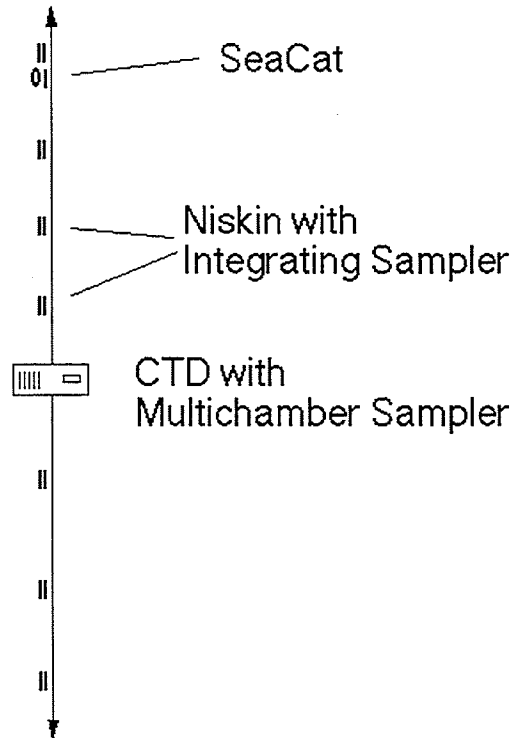 SeaCat
Niskin with
Integrating Sampler
CTD with
Multichamber Sampler